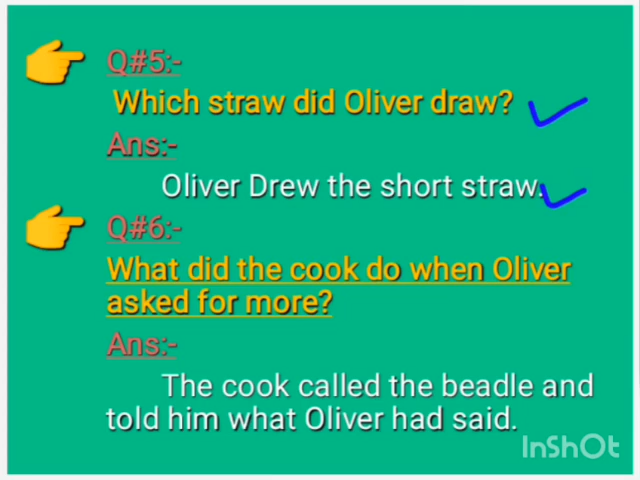 Q#5:-
Which straw did Oliver draw?
Ans:-
Oliver Drew the short straw.
Q#6:-
What did the cook do when Oliver
asked for more?
Ans:-
The cook called the beadle and
told him what Oliver had said.
InShOt